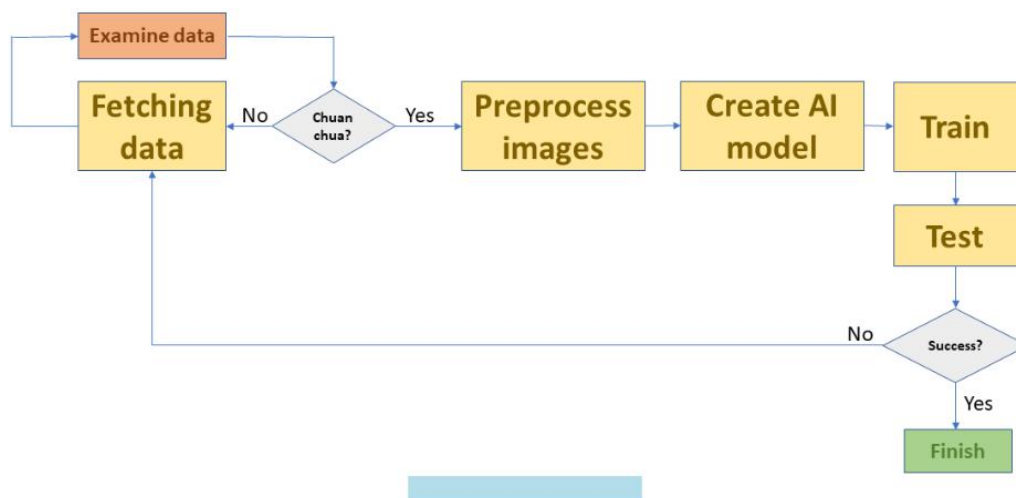 Examine data
Fetching
data
No
Chuan
chua?
Yes
Preprocess
images
Create AI
model
Train
Test
No
Success?
Yes
Finish